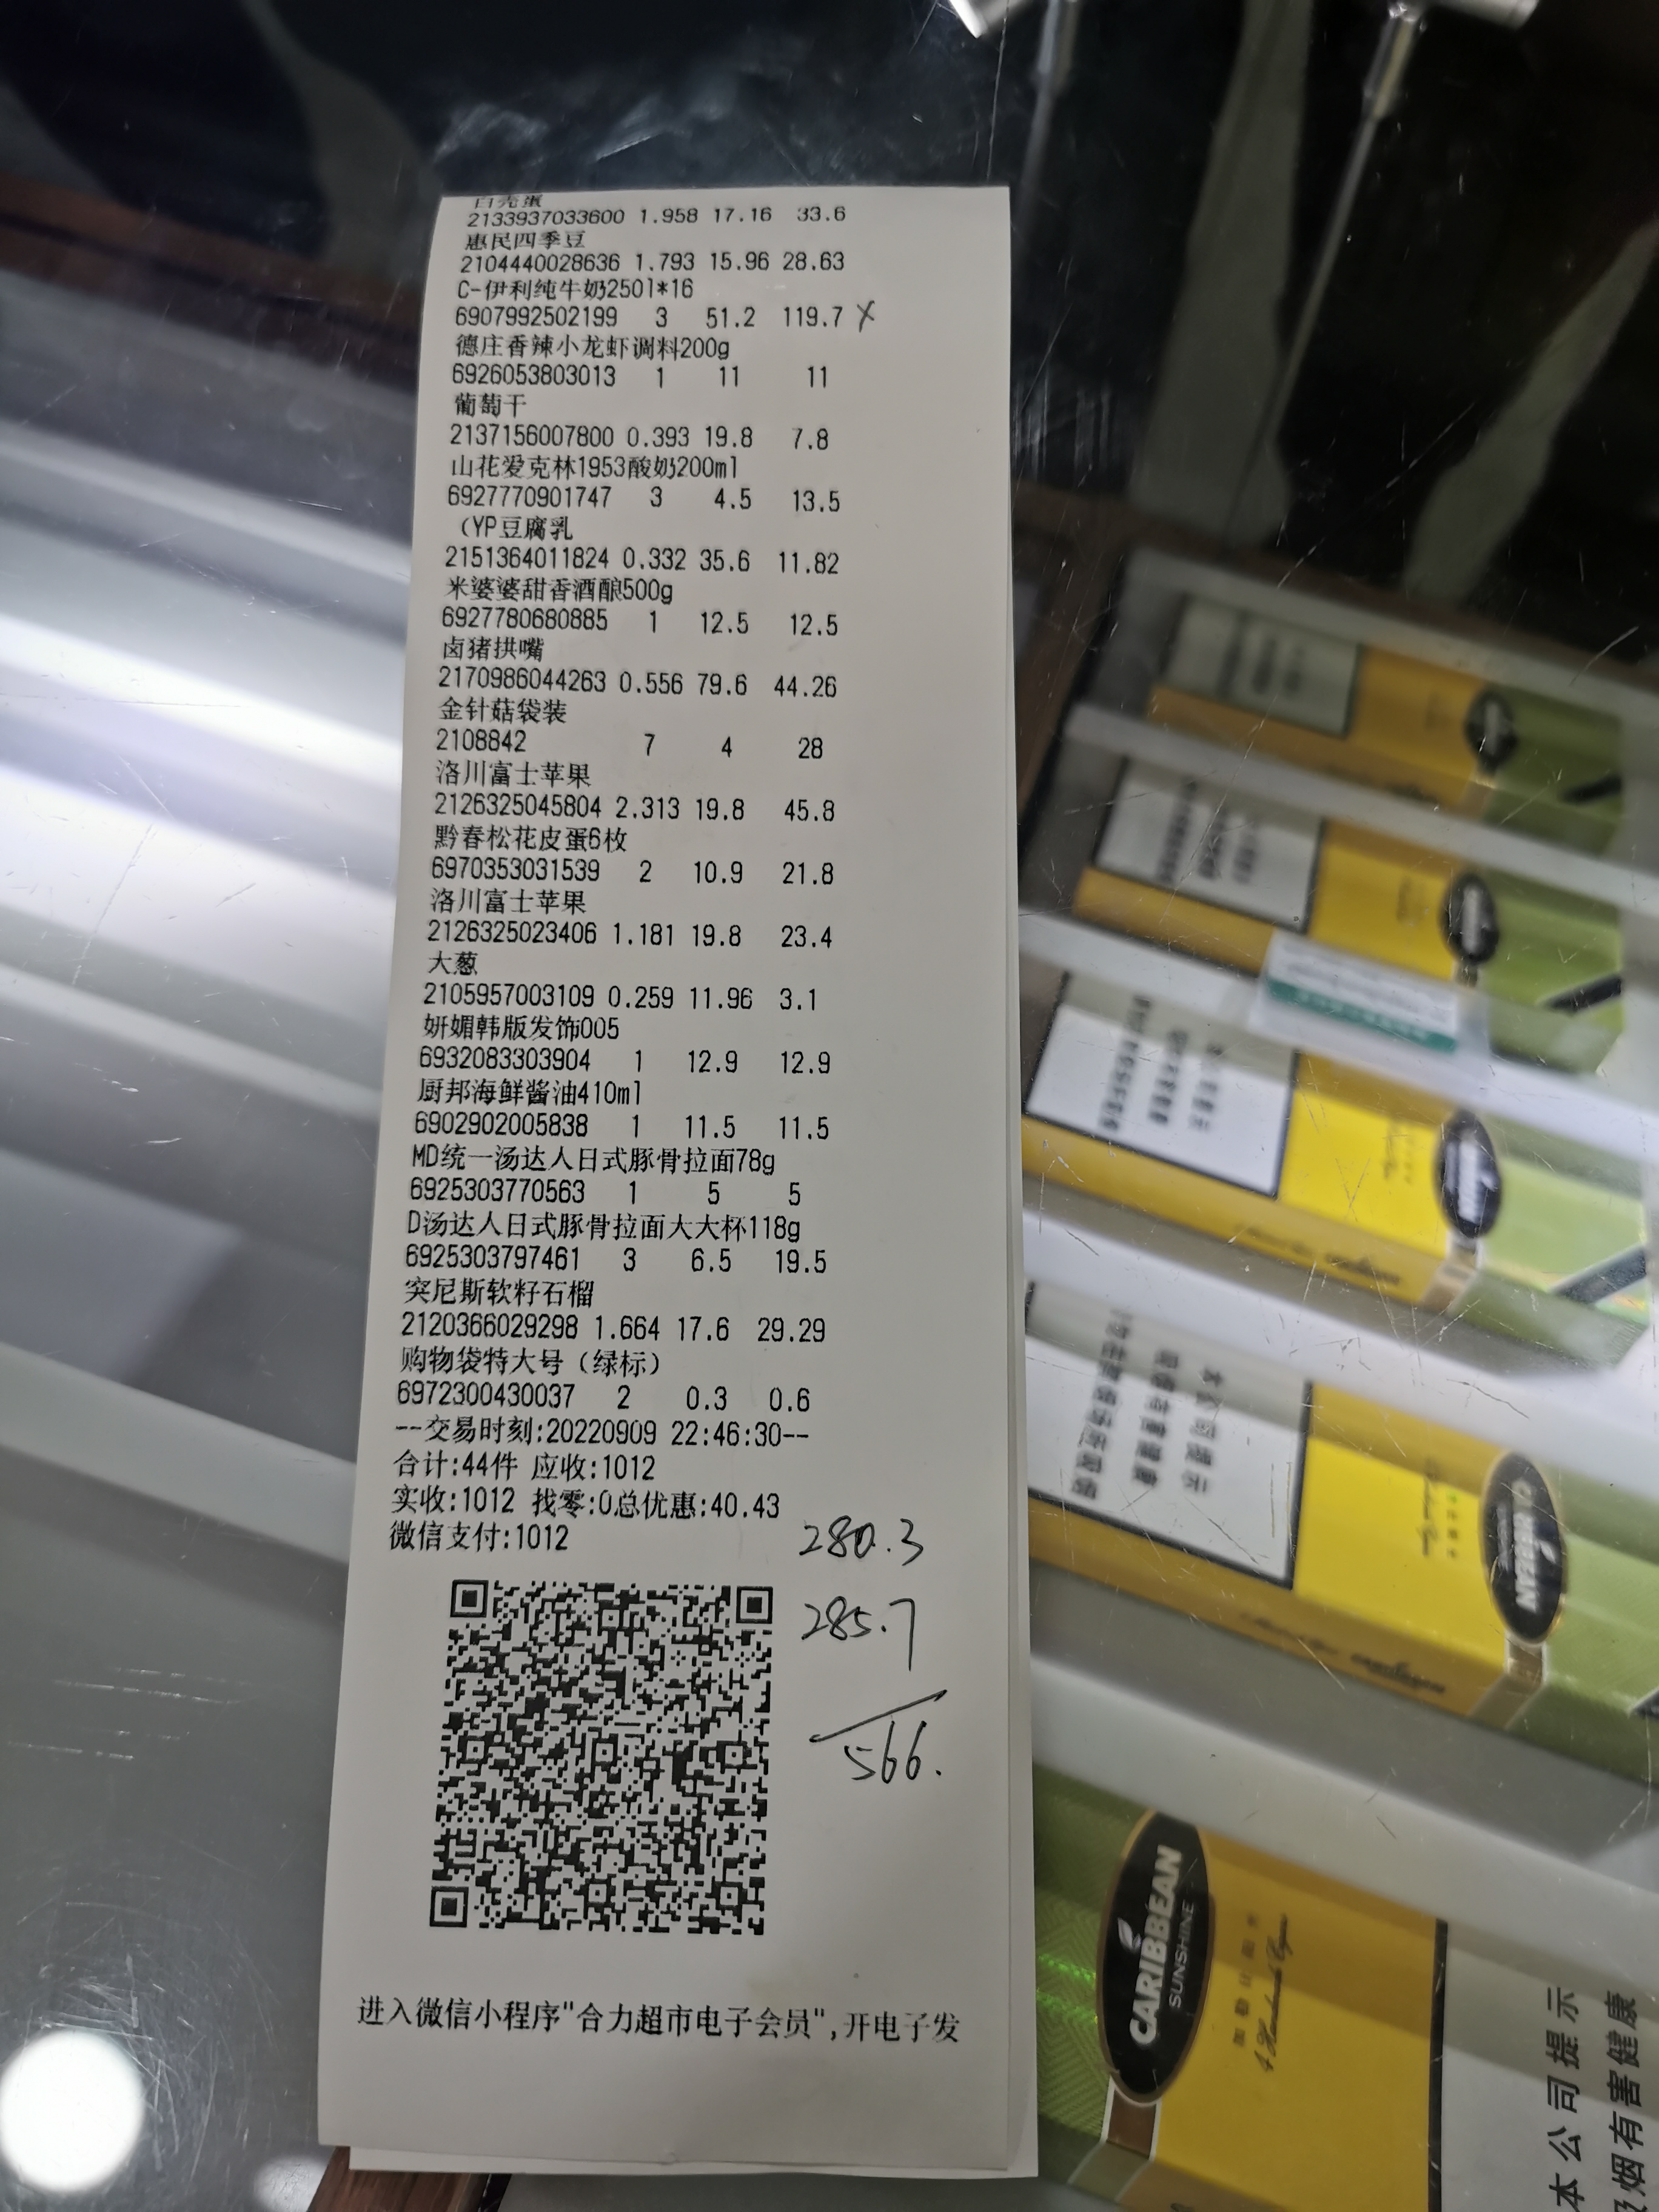 白壳蛋
2133937033600 1.958 17.16 33.6
惠民四季豆
2104440028636 1.793 15.96 28.63
C-伊利纯牛奶250l*16
6907992502199 3 51.2 119.7 X
德庄香辣小龙虾调料200g
6926053803013 1 11 11
葡萄干
2137156007800 0.393 19.8 7.8
山花爱克林1953酸奶200ml
6927770901747 3 4.5 13.5
(YP豆腐乳
2151364011824 0.332 35.6 11.82
米婆婆甜香酒酿500g
6927780680885 1 12.5 12.5
卤猪拱嘴
2170986044263 0.556 79.6 44.26
金针菇袋装
2108842 7 4 28
洛川富士苹果
2126325045804 2.313 19.8 45.8
黔春松花皮蛋6枚
6970353031539 2 10.9 21.8
洛川富士苹果
2126325023406 1.181 19.8 23.4
大葱
2105957003109 0.259 11.96 3.1
妍媚韩版发饰005
6932083303904 1 12.9 12.9
厨邦海鲜酱油410ml
6902902005838 1 11.5 11.5
MD统一汤达人日式豚骨拉面78g
6925303770563 1 5 5
D汤达人日式豚骨拉面大大杯118g
6925303797461 3 6.5 19.5
突尼斯软籽石榴
2120366029298 1.664 17.6 29.29
购物袋特大号（绿标）
6972300430037 2 0.3 0.6
--交易时刻:20220909 22:46:30--
合计:44件 应收:1012
实收:1012 找零:0总优惠:40.43
微信支付:1012
280.3
285.7
566.
进入微信小程序"合力超市电子会员",开电子发
CARIBBEAN
SUNSHINE
本公司提示
吸烟有害健康